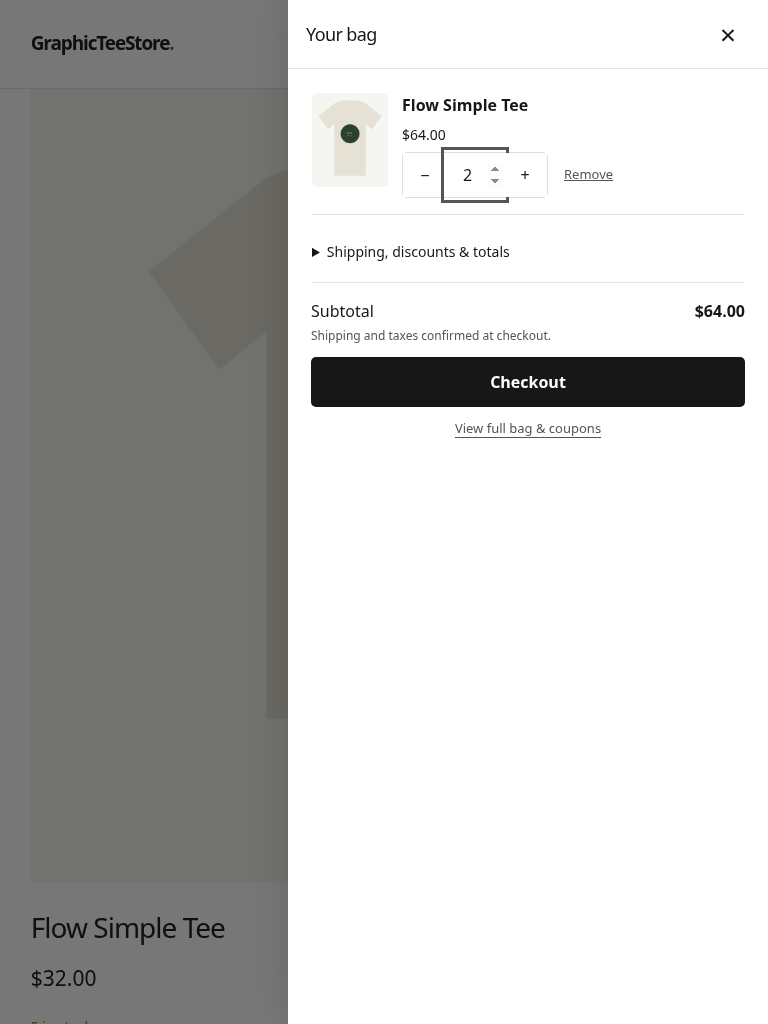 GraphicTeeStore.
Your bag
✕
Flow Simple Tee
$64.00
− 2 + Remove
Shipping, discounts & totals
Subtotal $64.00
Shipping and taxes confirmed at checkout.
Checkout
View full bag & coupons
Flow Simple Tee
$32.00